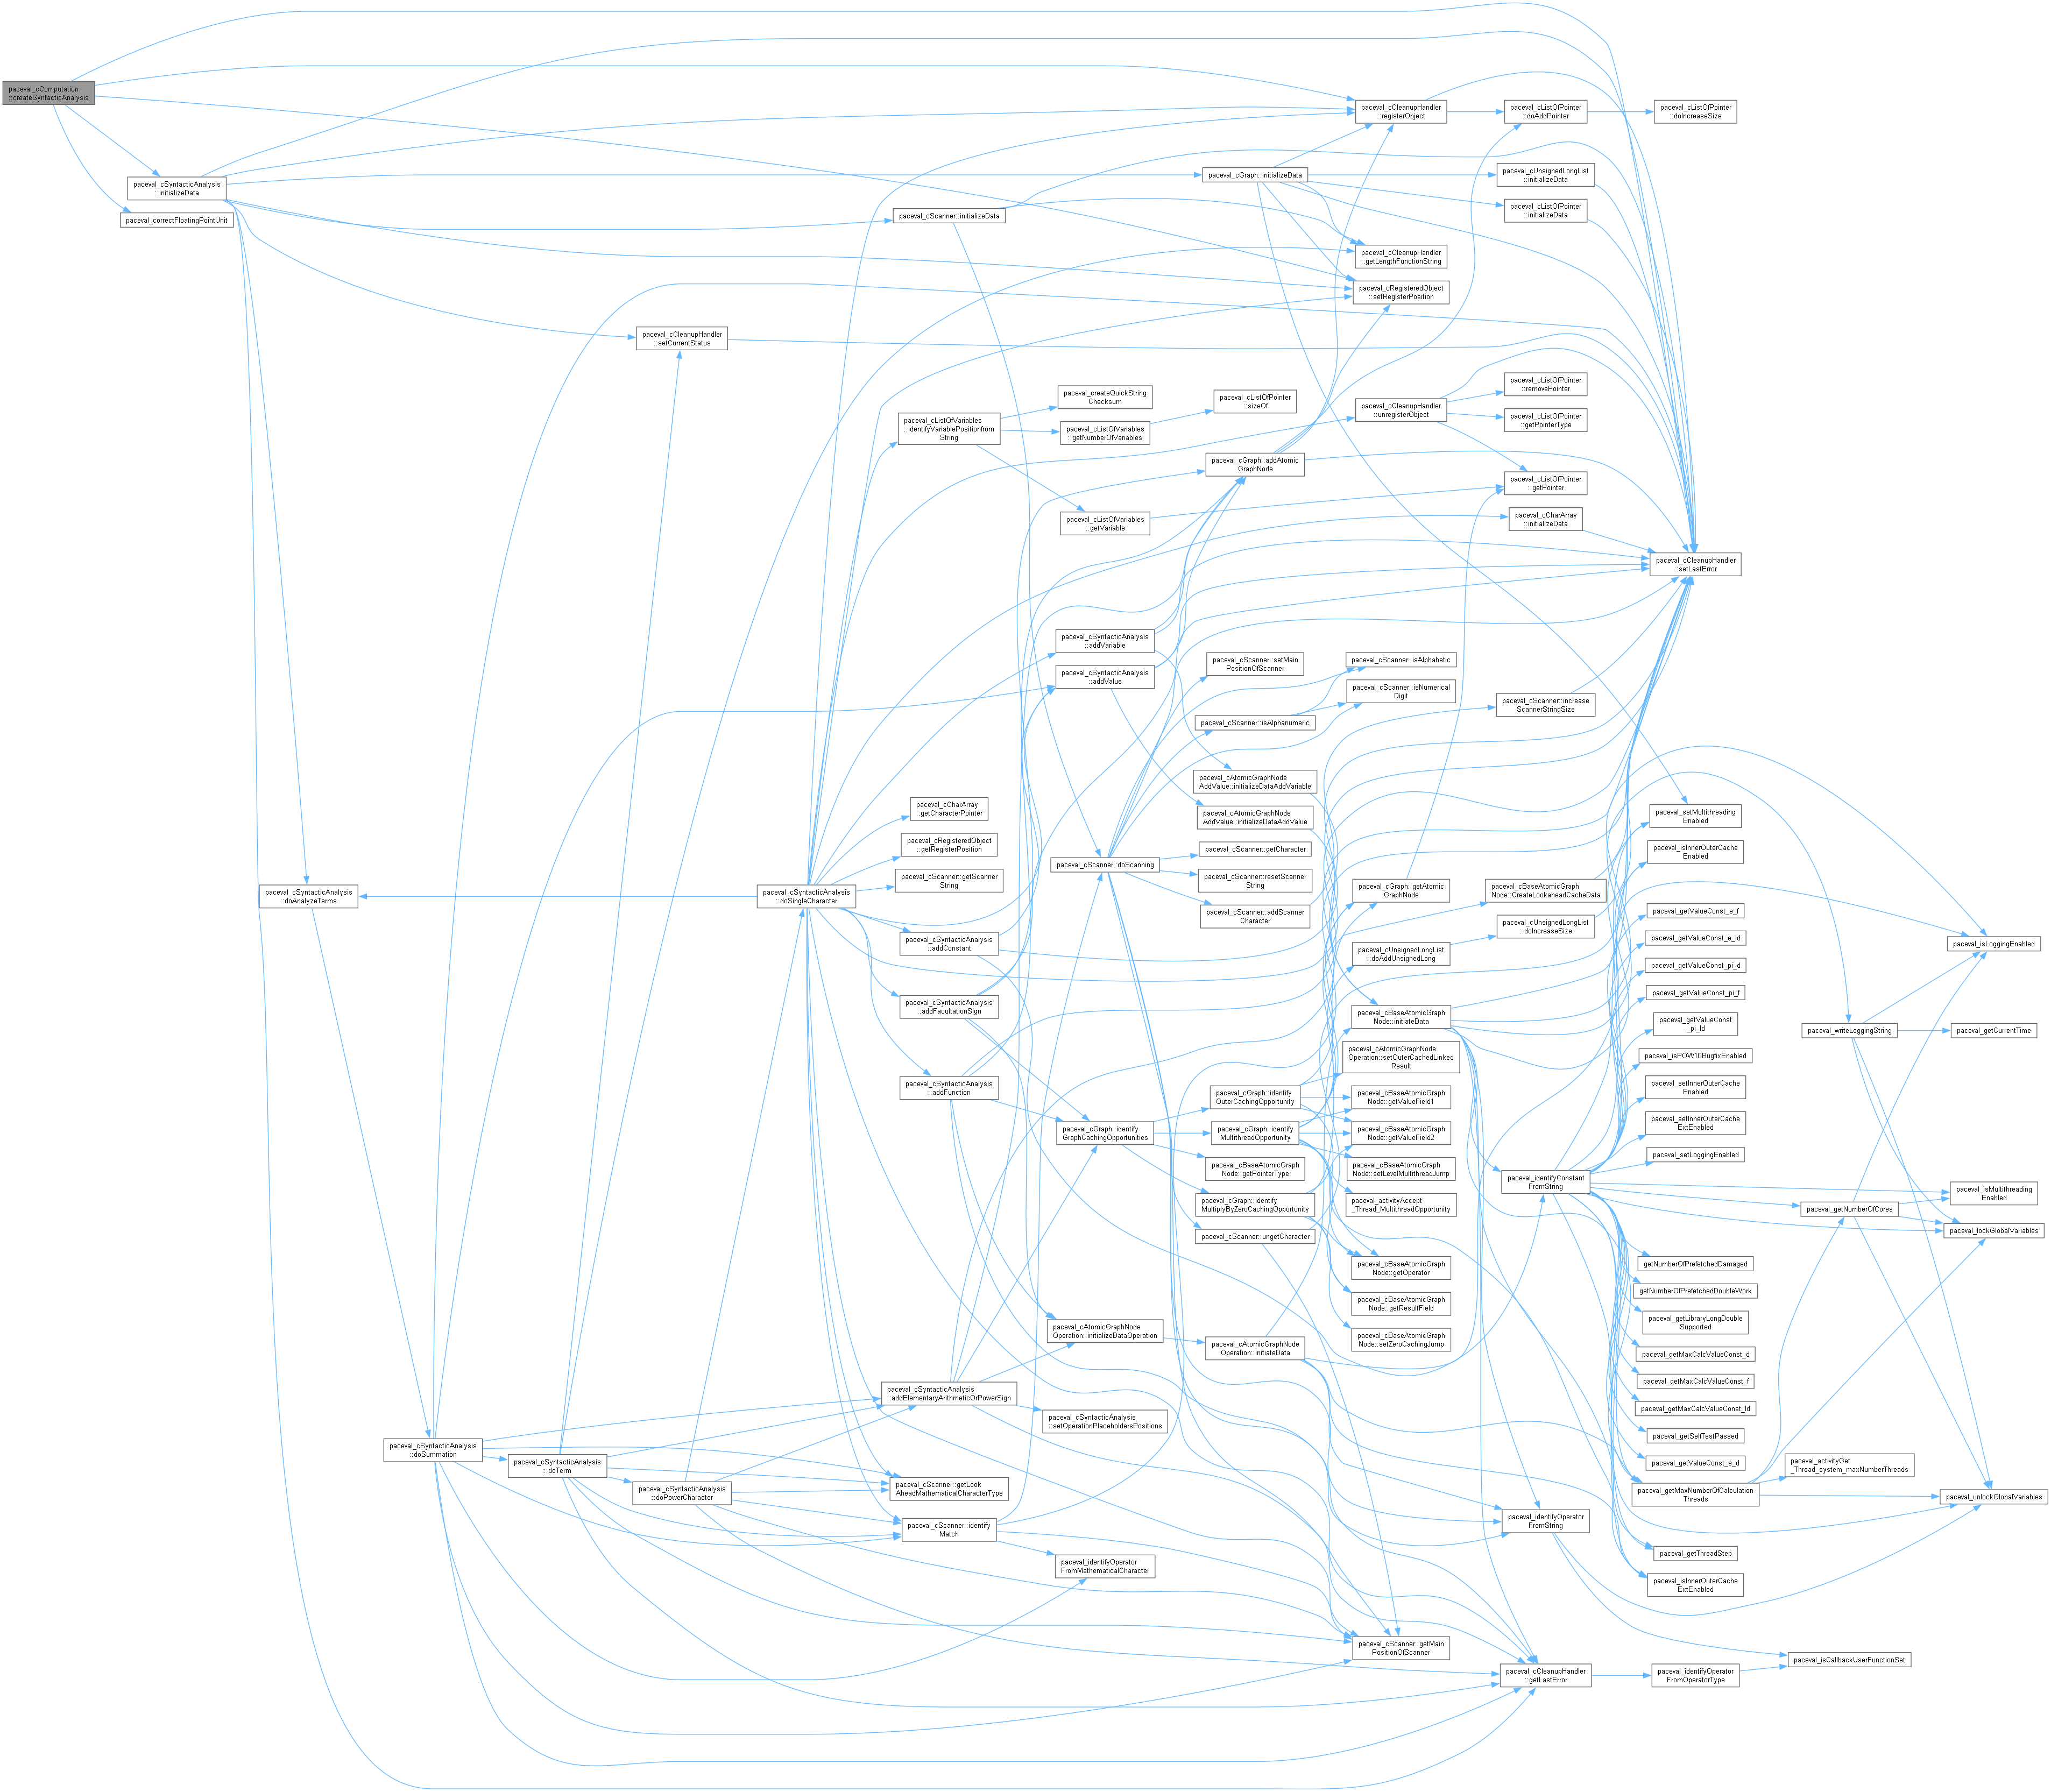 paceval_cComputation
::createSyntacticAnalysis
paceval_cSyntacticAnalysis
::initializeData
paceval_correctFloatingPointUnit
paceval_cSyntacticAnalysis
::doAnalyzeTerms
paceval_cSyntacticAnalysis
::doSummation
paceval_cSyntacticAnalysis
::doTerm
paceval_cCleanupHandler
::setCurrentStatus
paceval_cSyntacticAnalysis
::doPowerCharacter
paceval_cSyntacticAnalysis
::doSingleCharacter
paceval_cScanner::initializeData
paceval_cListOfVariables
::identifyVariablePositionfrom
String
paceval_cCharArray
::getCharacterPointer
paceval_cRegisteredObject
::getRegisterPosition
paceval_cScanner::getScanner
String
paceval_cSyntacticAnalysis
::addConstant
paceval_cSyntacticAnalysis
::addFacultationSign
paceval_cSyntacticAnalysis
::addFunction
paceval_cSyntacticAnalysis
::addElementaryArithmeticOrPowerSign
paceval_cScanner::getLook
AheadMathematicalCharacterType
paceval_cScanner::identify
Match
paceval_createQuickString
Checksum
paceval_cListOfVariables
::getNumberOfVariables
paceval_cListOfVariables
::getVariable
paceval_cSyntacticAnalysis
::addVariable
paceval_cSyntacticAnalysis
::addValue
paceval_cScanner::doScanning
paceval_cGraph::identify
GraphCachingOpportunities
paceval_cAtomicGraphNode
Operation::initializeDataOperation
paceval_cSyntacticAnalysis
::setOperationPlaceholdersPositions
paceval_identifyOperator
FromMathematicalCharacter
paceval_cGraph::initializeData
paceval_cListOfPointer
::sizeOf
paceval_cGraph::addAtomic
GraphNode
paceval_cScanner::setMain
PositionOfScanner
paceval_cScanner::isAlphanumeric
paceval_cAtomicGraphNode
AddValue::initializeDataAddVariable
paceval_cAtomicGraphNode
AddValue::initializeDataAddValue
paceval_cScanner::getCharacter
paceval_cScanner::resetScanner
String
paceval_cScanner::addScanner
Character
paceval_cGraph::identify
OuterCachingOpportunity
paceval_cGraph::identify
MultithreadOpportunity
paceval_cBaseAtomicGraph
Node::getPointerType
paceval_cGraph::identify
MultiplyByZeroCachingOpportunity
paceval_cScanner::ungetCharacter
paceval_cAtomicGraphNode
Operation::initiateData
paceval_cCleanupHandler
::registerObject
paceval_cCleanupHandler
::getLengthFunctionString
paceval_cRegisteredObject
::setRegisterPosition
paceval_cCleanupHandler
::unregisterObject
paceval_cScanner::isAlphabetic
paceval_cScanner::isNumerical
Digit
paceval_cGraph::getAtomic
GraphNode
paceval_cUnsignedLongList
::doAddUnsignedLong
paceval_cBaseAtomicGraph
Node::initiateData
paceval_cAtomicGraphNode
Operation::setOuterCachedLinked
Result
paceval_cBaseAtomicGraph
Node::getValueField1
paceval_cBaseAtomicGraph
Node::getValueField2
paceval_cBaseAtomicGraph
Node::setLevelMultithreadJump
paceval_activityAccept
_Thread_MultithreadOpportunity
paceval_cBaseAtomicGraph
Node::getOperator
paceval_cBaseAtomicGraph
Node::getResultField
paceval_cBaseAtomicGraph
Node::setZeroCachingJump
paceval_cScanner::getMain
PositionOfScanner
paceval_cListOfPointer
::doAddPointer
paceval_cUnsignedLongList
::initializeData
paceval_cListOfPointer
::initializeData
paceval_cListOfPointer
::removePointer
paceval_cListOfPointer
::getPointerType
paceval_cListOfPointer
::getPointer
paceval_cCharArray
::initializeData
paceval_cScanner::increase
ScannerStringSize
paceval_cBaseAtomicGraph
Node::CreateLookaheadCacheData
paceval_cUnsignedLongList
::doIncreaseSize
paceval_identifyConstant
FromString
paceval_identifyOperator
FromString
paceval_cCleanupHandler
::getLastError
paceval_cListOfPointer
::doIncreaseSize
paceval_cCleanupHandler
::setLastError
paceval_setMultithreading
Enabled
paceval_isInnerOuterCache
Enabled
paceval_getValueConst_e_f
paceval_getValueConst_e_ld
paceval_getValueConst_pi_d
paceval_getValueConst_pi_f
paceval_getValueConst
_pi_ld
paceval_isPOW10BugfixEnabled
paceval_setInnerOuterCache
Enabled
paceval_setInnerOuterCache
ExtEnabled
paceval_setLoggingEnabled
getNumberOfPrefetchedDamaged
getNumberOfPrefetchedDoubleWork
paceval_getLibraryLongDouble
Supported
paceval_getMaxCalcValueConst_d
paceval_getMaxCalcValueConst_f
paceval_getMaxCalcValueConst_ld
paceval_getSelfTestPassed
paceval_getValueConst_e_d
paceval_getMaxNumberOfCalculation
Threads
paceval_getThreadStep
paceval_isInnerOuterCache
ExtEnabled
paceval_identifyOperator
FromOperatorType
paceval_writeLoggingString
paceval_getNumberOfCores
paceval_activityGet
_Thread_system_maxNumberThreads
paceval_isCallbackUserFunctionSet
paceval_isLoggingEnabled
paceval_getCurrentTime
paceval_isMultithreading
Enabled
paceval_lockGlobalVariables
paceval_unlockGlobalVariables